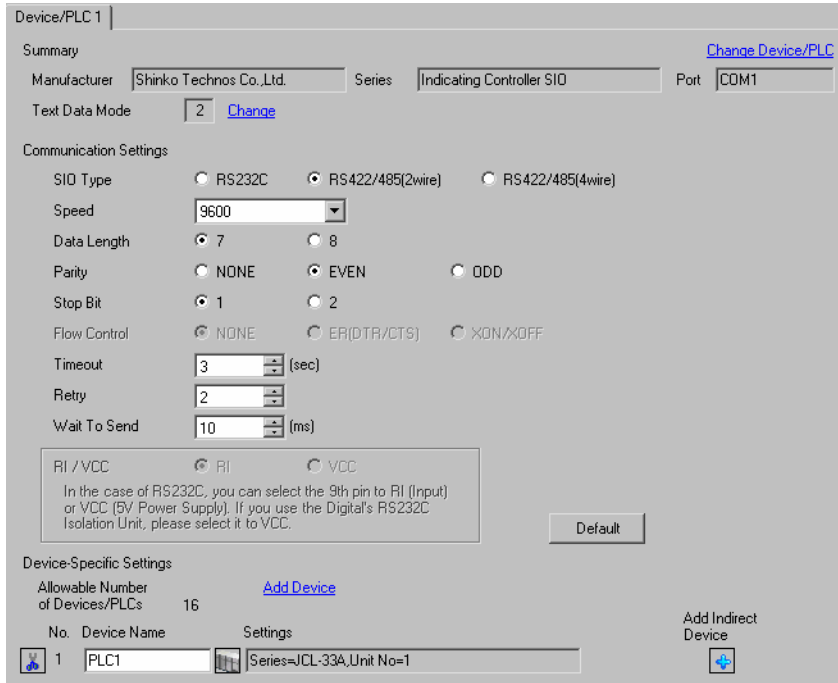 Device/PLC 1
Summary
Change Device/PLC
Manufacturer Shinko Technos Co.,Ltd. Series Indicating Controller SIO Port COM1
Text Data Mode 2 Change
Communication Settings
SIO Type RS232C RS422/485(2wire) RS422/485(4wire)
Speed 9600
Data Length 7 8
Parity NONE EVEN ODD
Stop Bit 1 2
Flow Control NONE ER(DTR/CTS) XON/XOFF
Timeout 3 (sec)
Retry 2
Wait To Send 10 (ms)
RI / VCC RI VCC
In the case of RS232C, you can select the 9th pin to RI (Input)
or VCC (5V Power Supply). If you use the Digital's RS232C
Isolation Unit, please select it to VCC.
Default
Device-Specific Settings
Allowable Number
of Devices/PLCs 16
Add Device
Add Indirect
Device
No. Device Name Settings
1 PLC1 Series=JCL-33A,Unit No=1